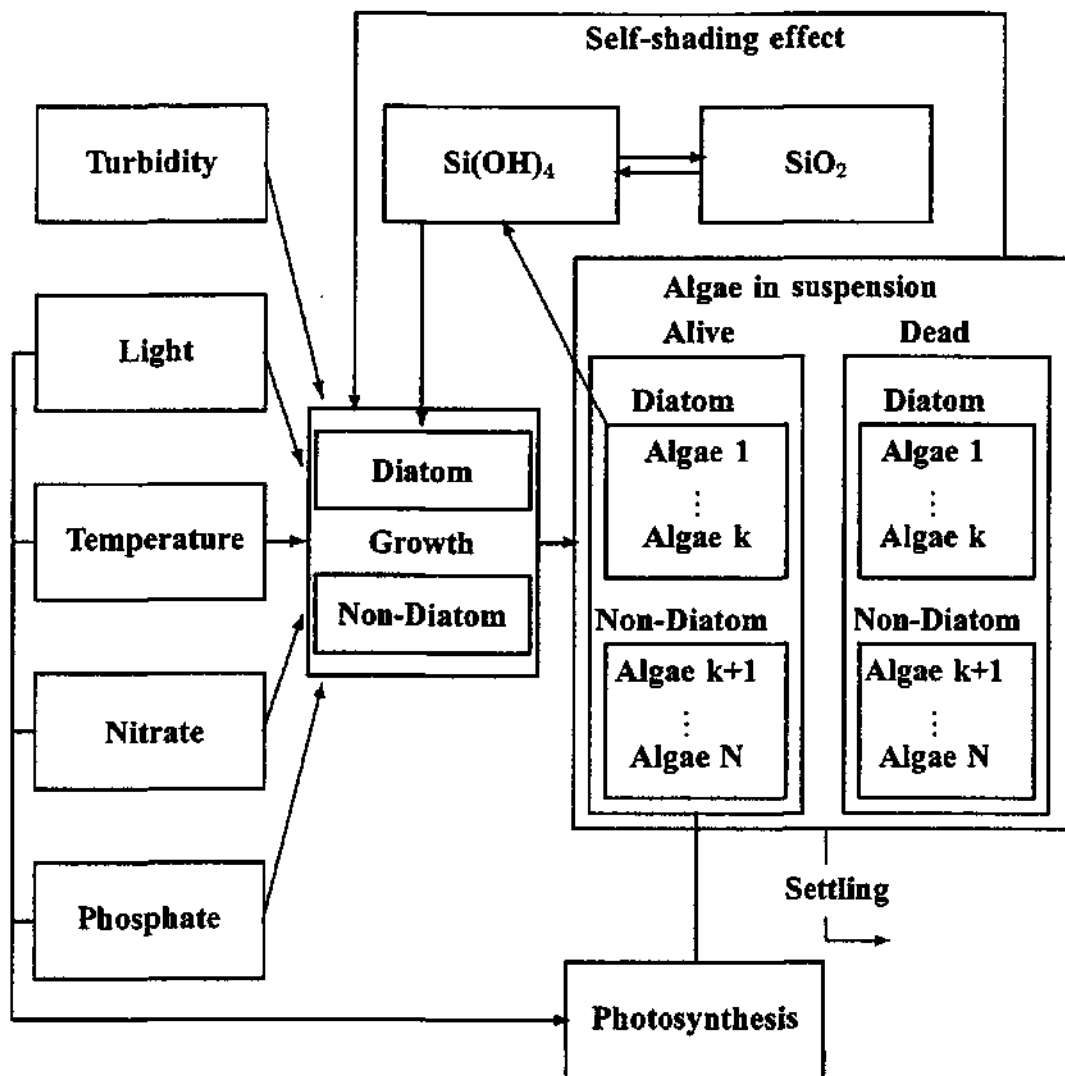 Self-shading effect
Turbidity
Si(OH)₄
SiO₂
Light
Temperature
Nitrate
Phosphate
Diatom
Growth
Non-Diatom
Algae in suspension
Alive
Dead
Diatom
Diatom
Algae 1
Algae 1
⋮
⋮
Algae k
Algae k
Non-Diatom
Non-Diatom
Algae k+1
Algae k+1
⋮
⋮
Algae N
Algae N
Settling
Photosynthesis